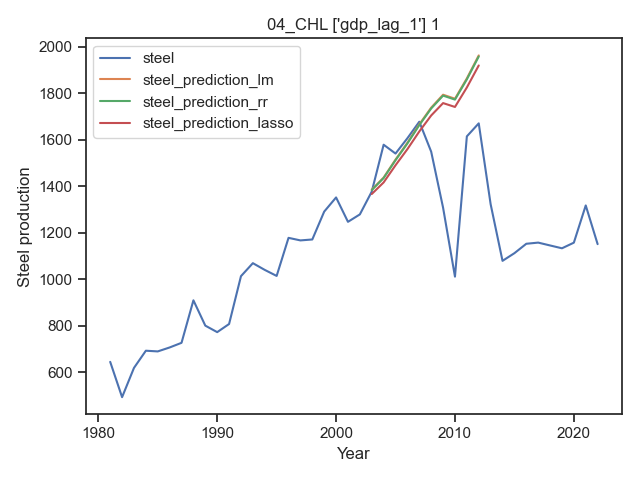 04_CHL ['gdp_lag_1'] 1
steel
steel_prediction_lm
steel_prediction_rr
steel_prediction_lasso
Steel production
2000
1800
1600
1400
1200
1000
800
600
1980
1990
2000
2010
2020
Year